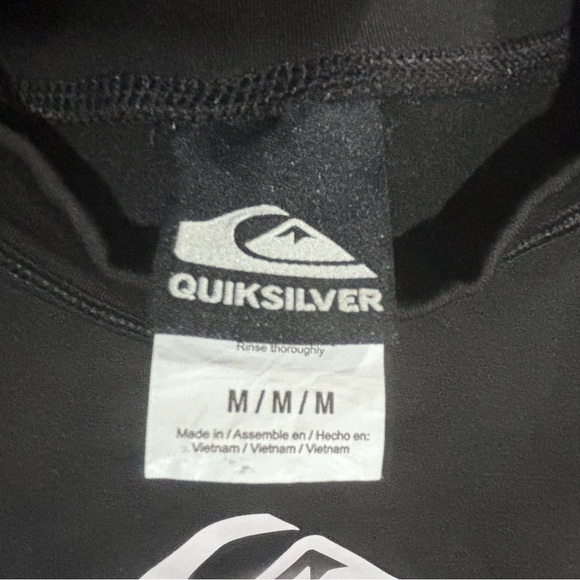 QUIKSILVER
Rinse thoroughly
M / M / M
Made in / Assemble en / Hecho en:
Vietnam / Vietnam / Vietnam